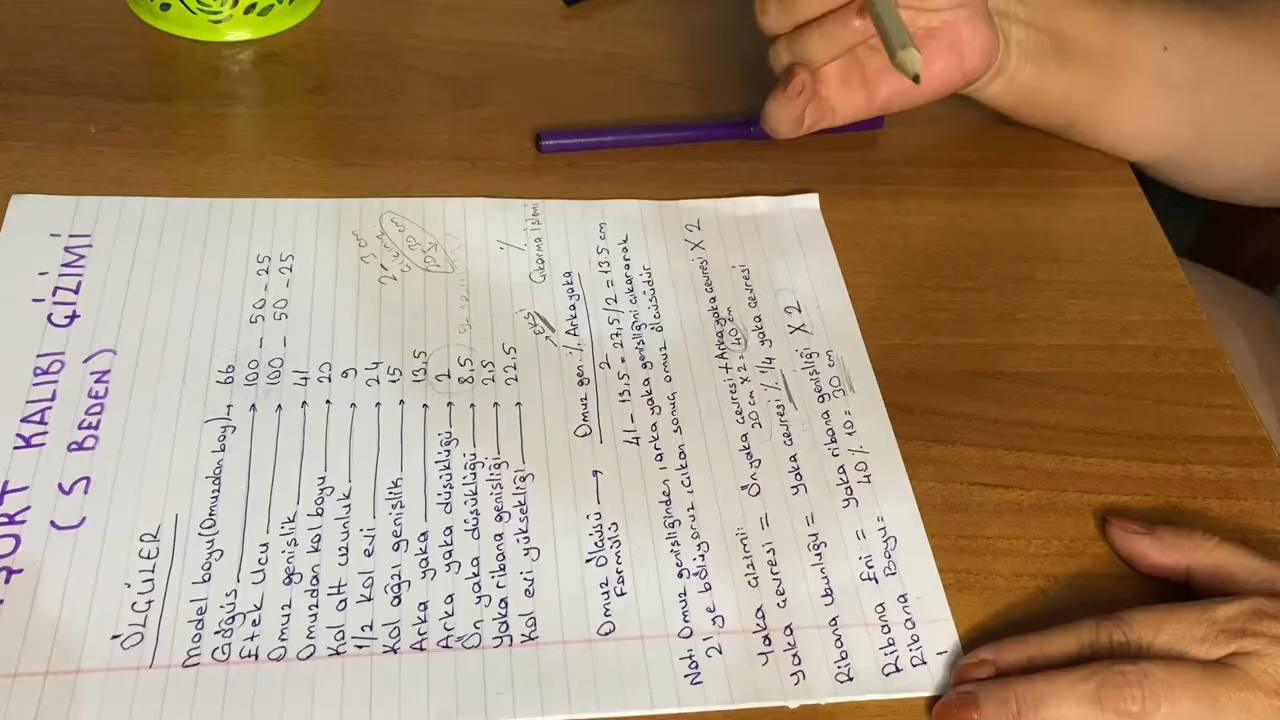 KALIBI ÇİZİMİ
( S BEDEN)
ÖLÇÜLER
Model boyu(Omuzdan boy)→ 66
Göğüs → 100 - 50 - 25
Etek Ucu → 100 - 50 - 25
Omuz genişlik → 41
Omuzdan kol boyu → 20
Kol alt uzunluk → 9
1/2 kol evi → 24
Kol ağzı genişlik → 15
Arka yaka → 13,5
Arka yaka düşüklüğü → 2
Ön yaka düşüklüğü → 8,5
yaka ribana genişliği → 2,5
Kol evi yüksekliği → 22,5
3 cm
Eksi
Çıkarma işlemi %
Omuz Ölçüsü → Omuz gen. % Arka yaka
Formülü 2
41 - 13,5 = 27,5/2 = 13.5 cm
Not: Omuz genişliğinden, arka yaka genişliğini çıkararak
2'ye bölüyoruz, çıkan sonuç omuz ölçüsüdür
Yaka Çizimi:
yaka çevresi = Ön yaka çevresi + Arka yaka çevresi X 2
20 cm X 2 = 40 cm
Ribana Uzunluğu = yaka çevresi % 1/4 yaka çevresi
Ribana Eni = yaka ribana genişliği X 2
Ribana Boyu = 40 % 10 = 30 cm